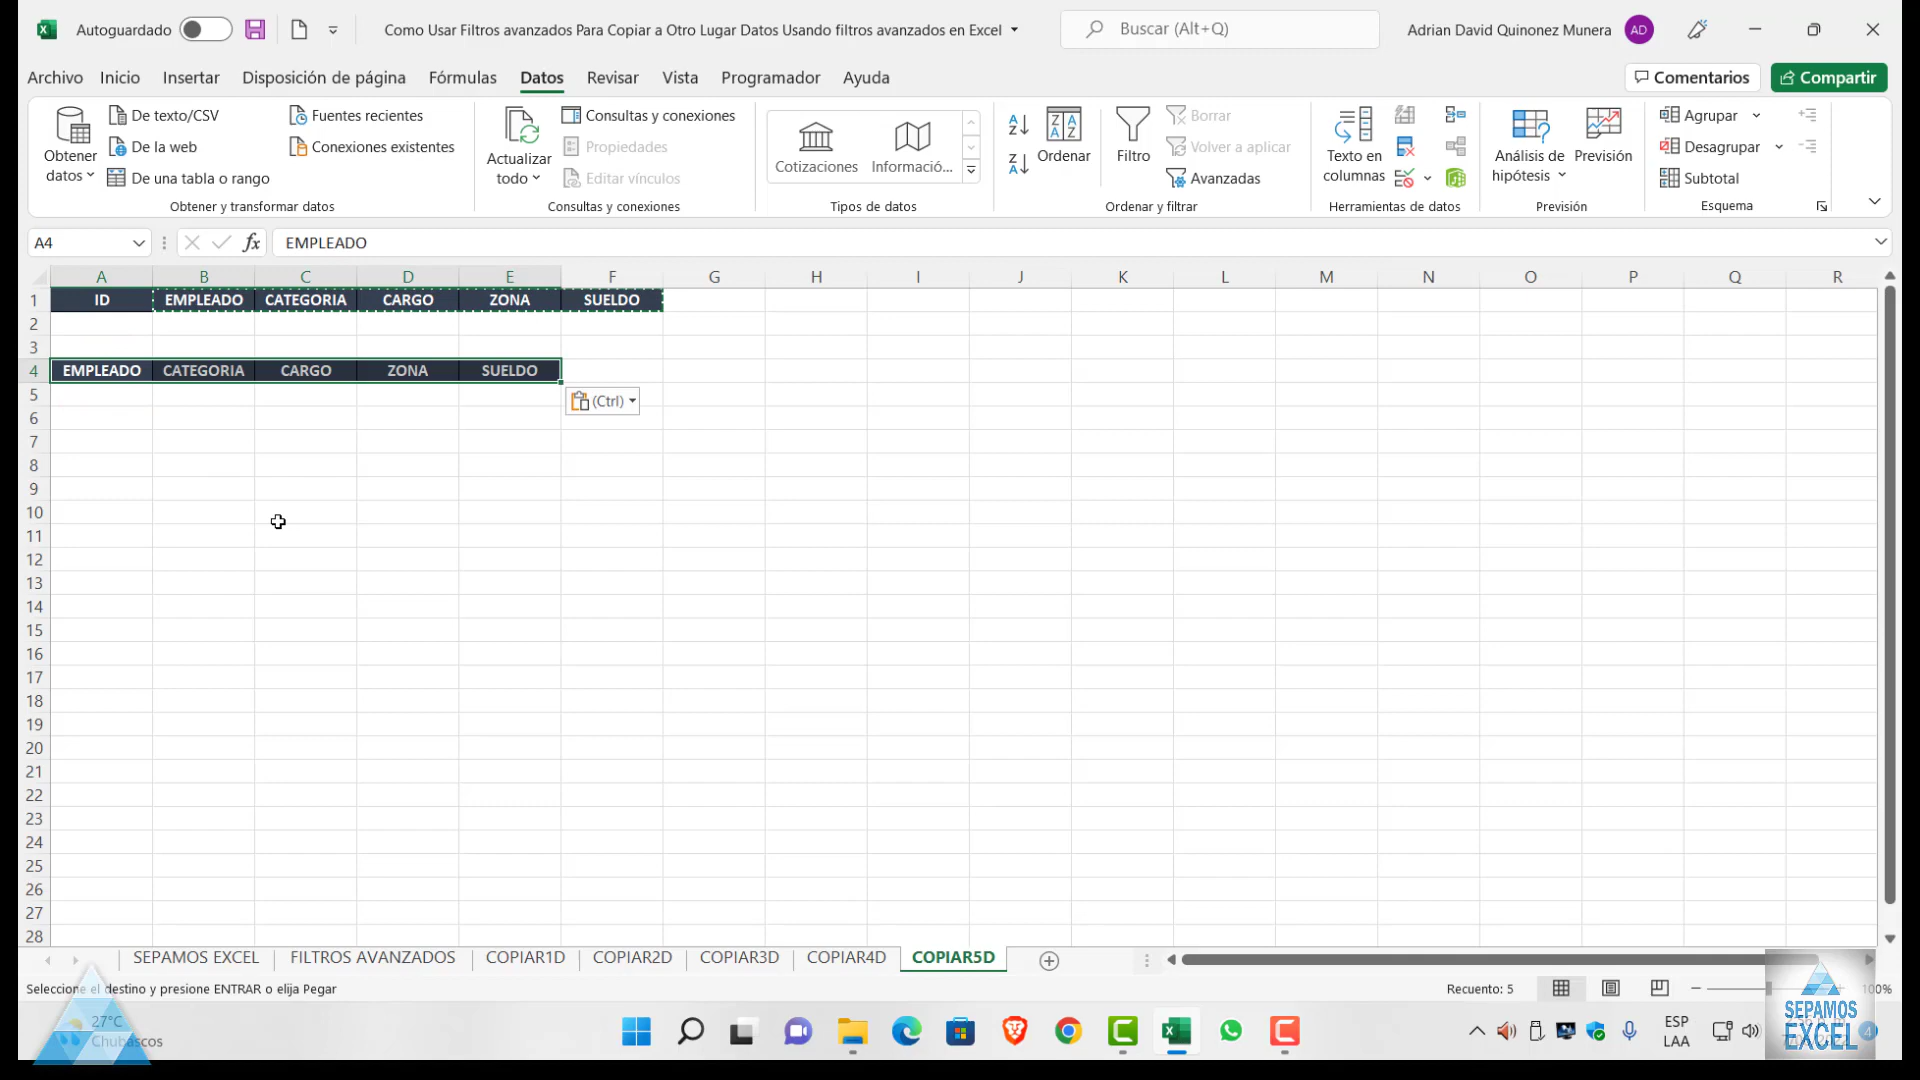 Autoguardado
Como Usar Filtros avanzados Para Copiar a Otro Lugar Datos Usando filtros avanzados en Excel
Buscar (Alt+Q)
Adrian David Quinonez Munera
AD
Archivo Inicio Insertar Disposición de página Fórmulas Datos Revisar Vista Programador Ayuda
Comentarios
Compartir
Obtener datos
De texto/CSV
De la web
De una tabla o rango
Fuentes recientes
Conexiones existentes
Obtener y transformar datos
Actualizar todo
Consultas y conexiones
Propiedades
Editar vínculos
Consultas y conexiones
Cotizaciones
Informació...
Tipos de datos
Ordenar
Filtro
Borrar
Volver a aplicar
Avanzadas
Ordenar y filtrar
Texto en columnas
Herramientas de datos
Análisis de hipótesis
Previsión
Previsión
Agrupar
Desagrupar
Subtotal
Esquema
A4
fx
EMPLEADO
A B C D E F G H I J K L M N O P Q R
1 ID EMPLEADO CATEGORIA CARGO ZONA SUELDO
2
3
4 EMPLEADO CATEGORIA CARGO ZONA SUELDO
5
(Ctrl)
6
7
8
9
10
11
12
13
14
15
16
17
18
19
20
21
22
23
24
25
26
27
28
SEPAMOS EXCEL FILTROS AVANZADOS COPIAR1D COPIAR2D COPIAR3D COPIAR4D COPIAR5D
Seleccione el destino y presione ENTRAR o elija Pegar
Recuento: 5
100%
27°C
Chubascos
ESP
LAA
4
SEPAMOS
EXCEL